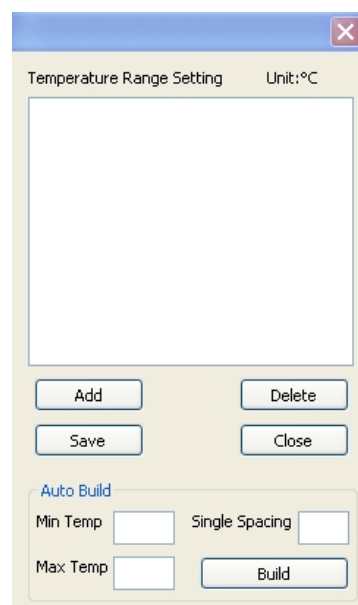 Temperature Range Setting Unit:°C
Add Delete
Save Close
Auto Build
Min Temp Single Spacing
Max Temp Build